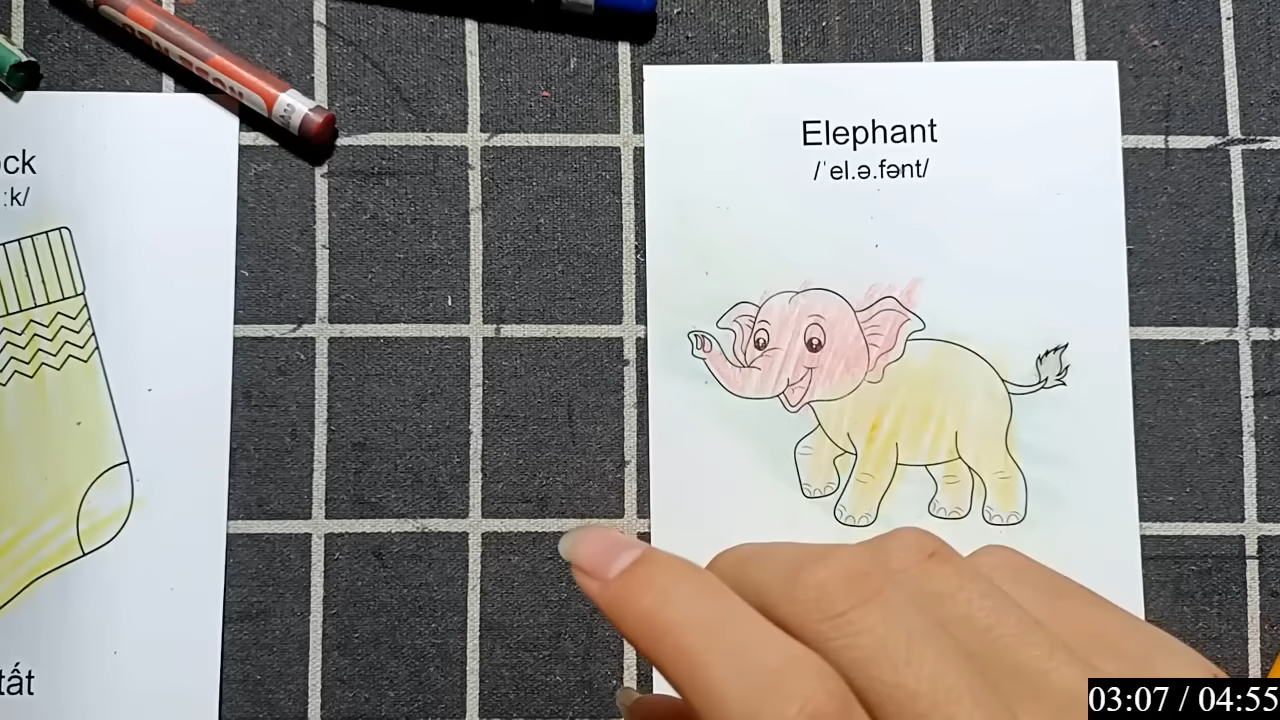 ock
:k/
tất
Elephant
/ˈel.ə.fənt/
03:07 / 04:55